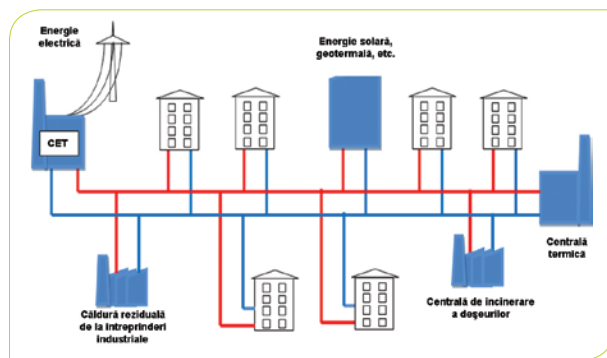 Energie
electrică
CET
Energie solară,
geotermală, etc.
Centrală
termică
Căldură reziduală
de la întreprinderi
industriale
Centrală de incinerare
a deşeurilor